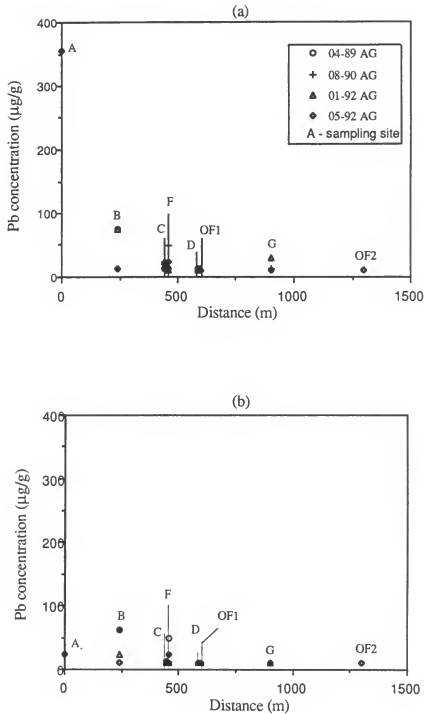 (a)
400
300
200
100
0
Pb concentration (µg/g)
A
B
C
F
D
OF1
G
OF2
04-89 AG
08-90 AG
01-92 AG
05-92 AG
A - sampling site
0
500
1000
1500
Distance (m)
(b)
400
300
200
100
0
Pb concentration (µg/g)
A
B
C
F
D
OF1
G
OF2
0
500
1000
1500
Distance (m)